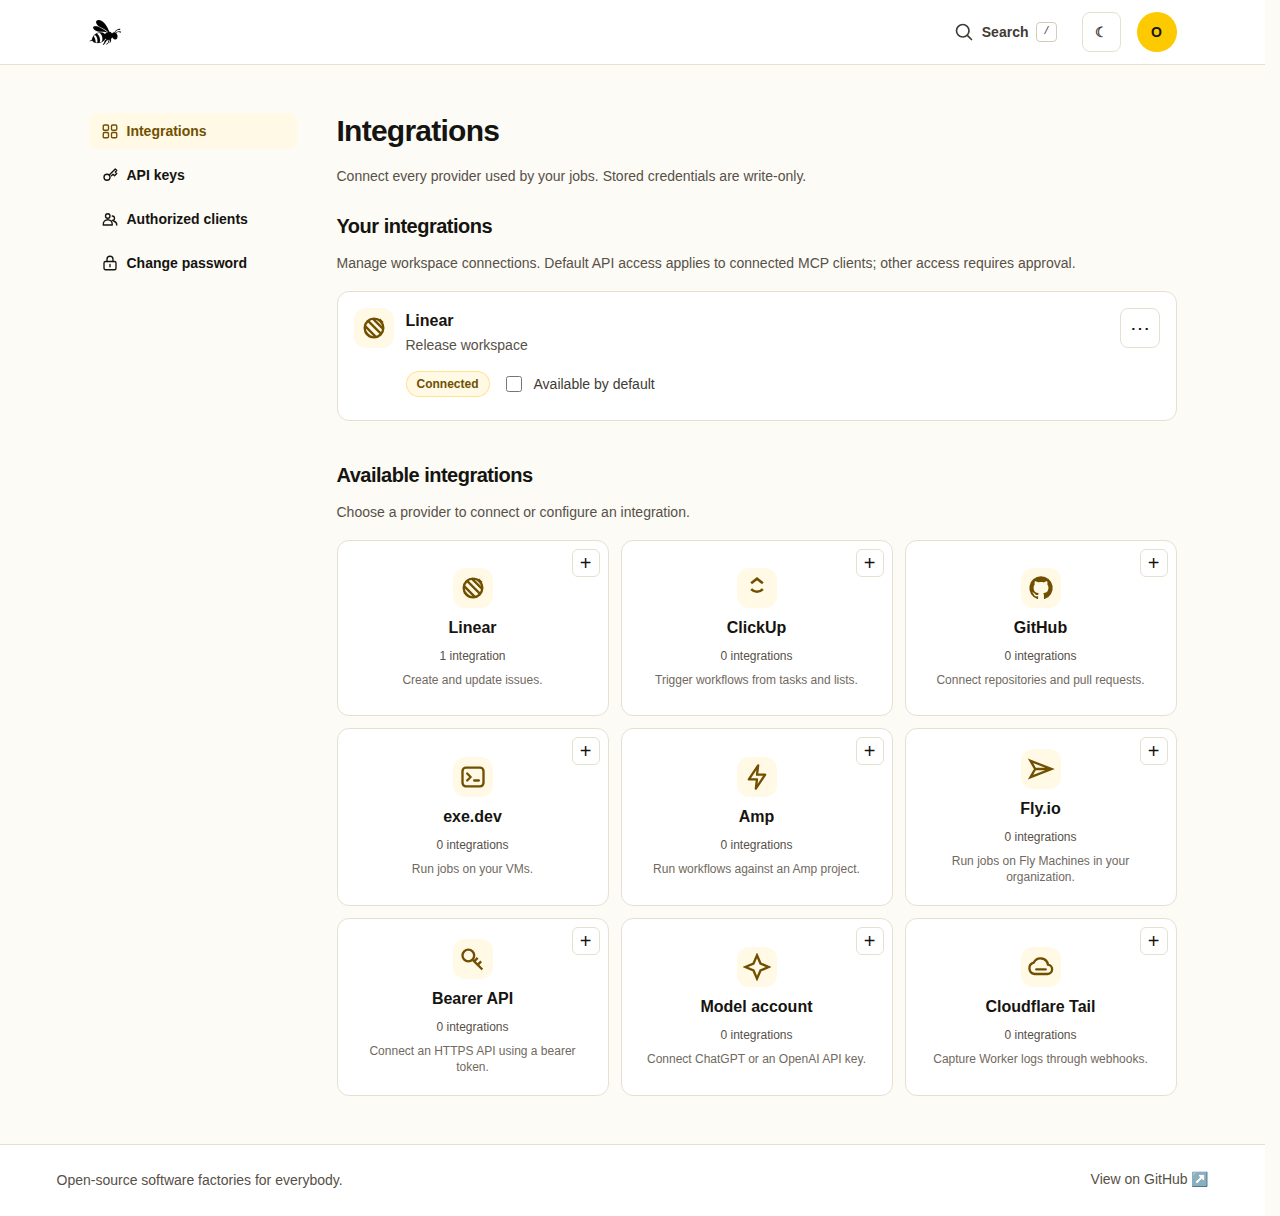 Search /
O
Integrations
API keys
Authorized clients
Change password
Integrations
Connect every provider used by your jobs. Stored credentials are write-only.
Your integrations
Manage workspace connections. Default API access applies to connected MCP clients; other access requires approval.
Linear
Release workspace
Connected
Available by default
Available integrations
Choose a provider to connect or configure an integration.
Linear
1 integration
Create and update issues.
ClickUp
0 integrations
Trigger workflows from tasks and lists.
GitHub
0 integrations
Connect repositories and pull requests.
exe.dev
0 integrations
Run jobs on your VMs.
Amp
0 integrations
Run workflows against an Amp project.
Fly.io
0 integrations
Run jobs on Fly Machines in your
organization.
Bearer API
0 integrations
Connect an HTTPS API using a bearer
token.
Model account
0 integrations
Connect ChatGPT or an OpenAI API key.
Cloudflare Tail
0 integrations
Capture Worker logs through webhooks.
Open-source software factories for everybody.
View on GitHub ↗